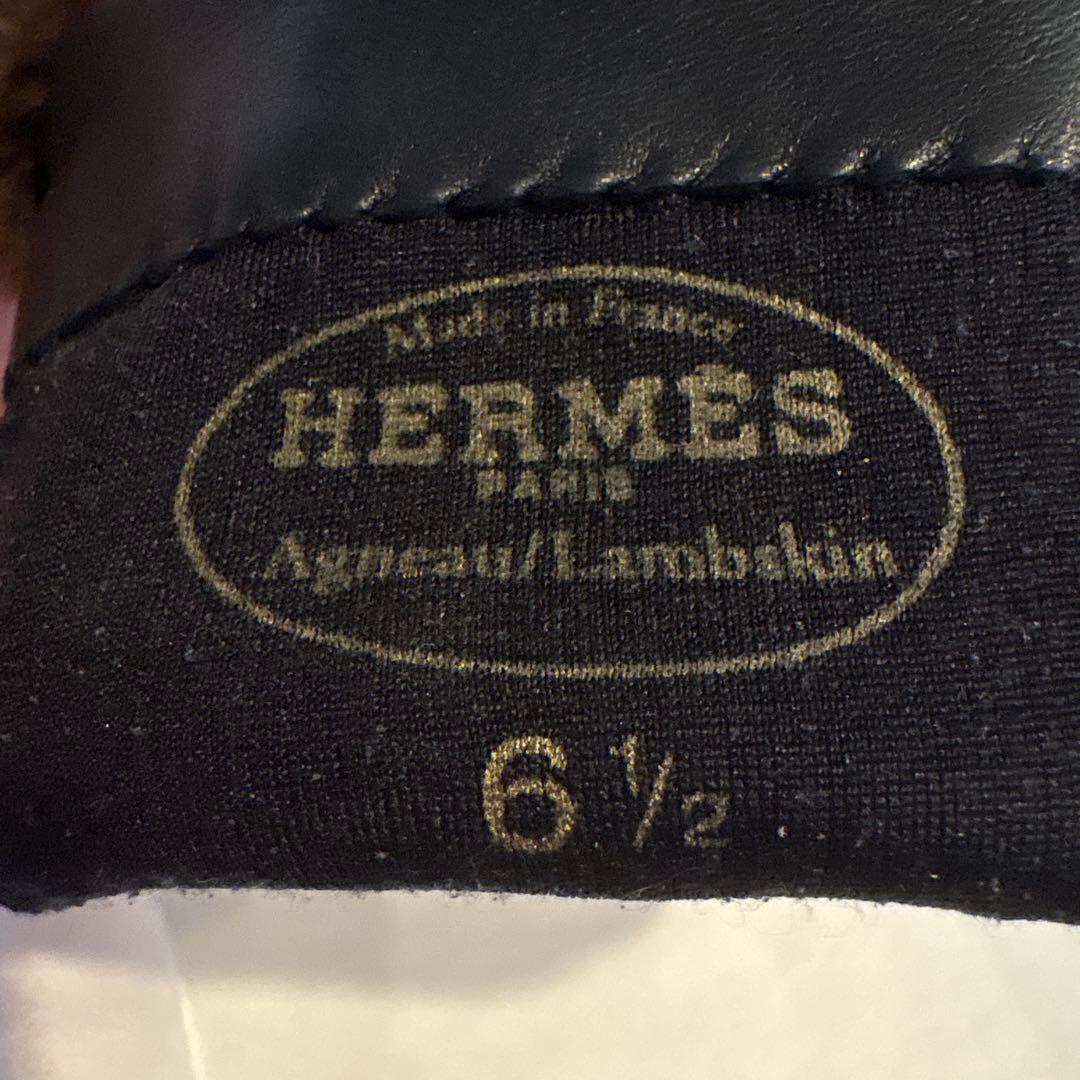 Made in France
HERMÈS
PARIS
Agneau/Lambskin
6 1/2